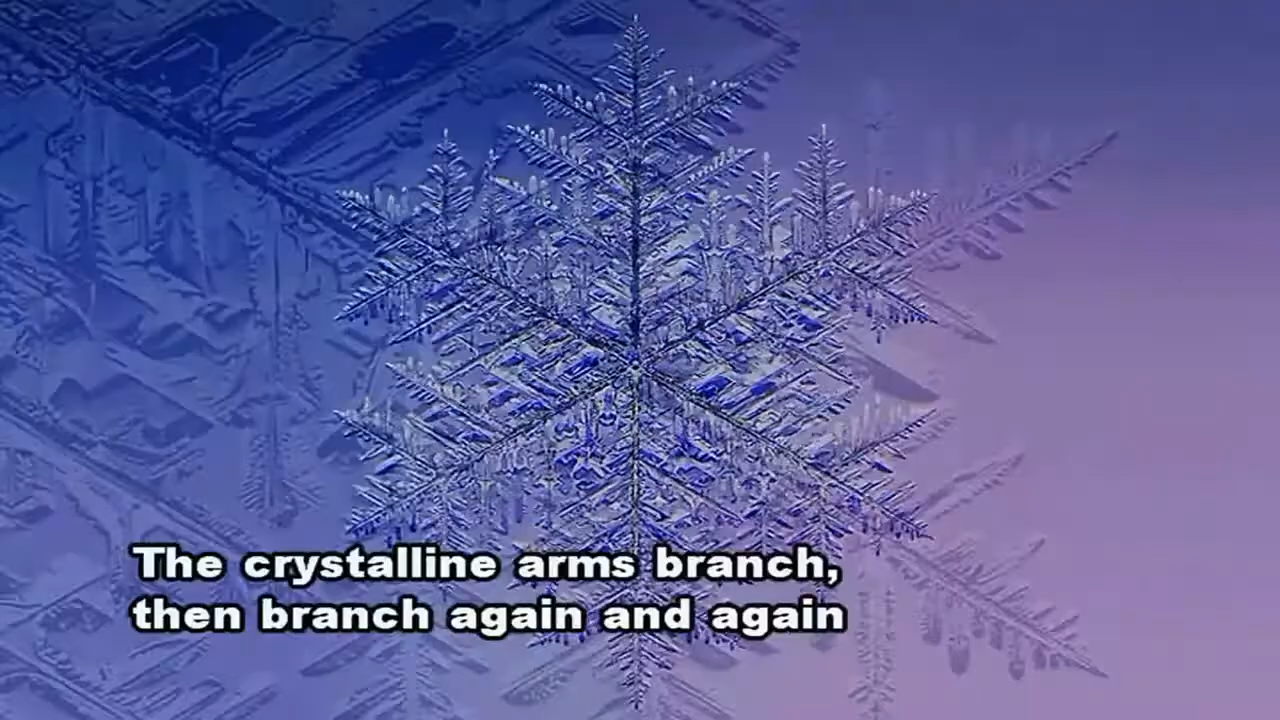 The crystalline arms branch,
then branch again and again